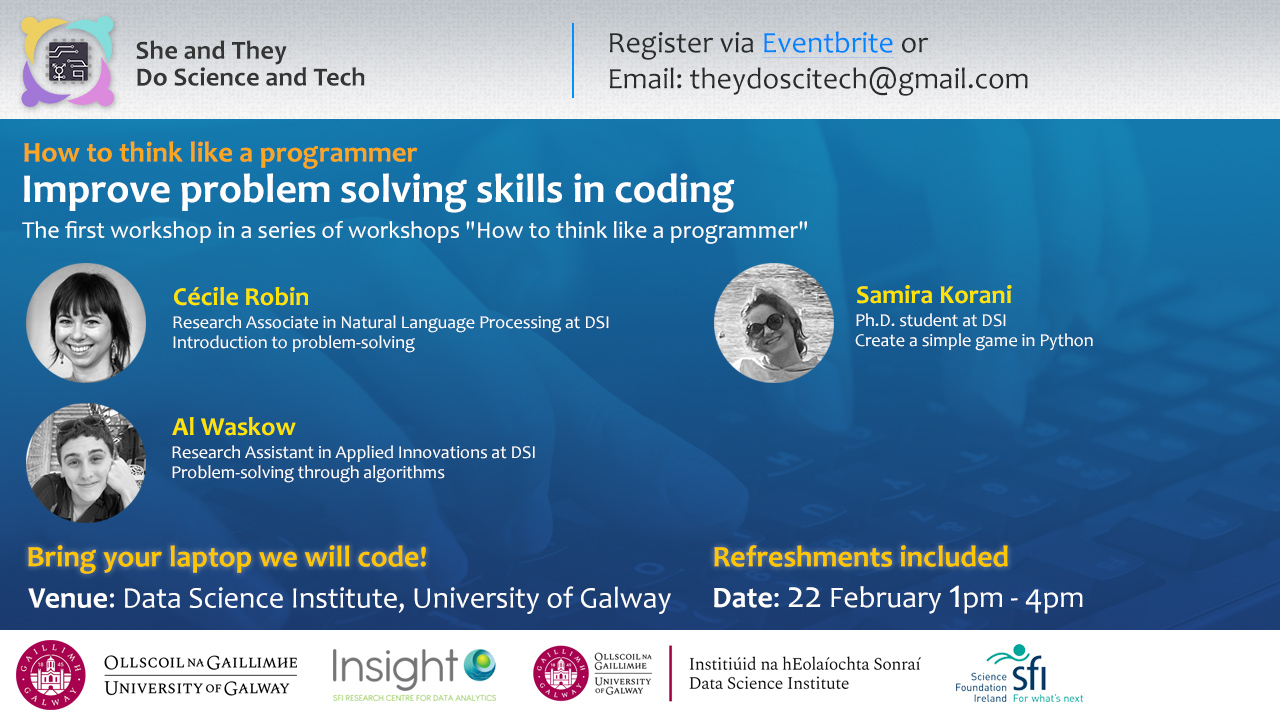 She and They
Do Science and Tech
Register via Eventbrite or
Email: theydoscitech@gmail.com
How to think like a programmer
Improve problem solving skills in coding
The first workshop in a series of workshops "How to think like a programmer"
Cécile Robin
Research Associate in Natural Language Processing at DSI
Introduction to problem-solving
Samira Korani
Ph.D. student at DSI
Create a simple game in Python
Al Waskow
Research Assistant in Applied Innovations at DSI
Problem-solving through algorithms
Bring your laptop we will code!
Refreshments included
Venue: Data Science Institute, University of Galway
Date: 22 February 1pm - 4pm
GAILLIMH
1845
GALWAY
OLLSCOIL NA GAILLIMHE
UNIVERSITY OF GALWAY
Insight
SFI RESEARCH CENTRE FOR DATA ANALYTICS
GAILLIMH
GALWAY
OLLSCOIL NA
GAILLIMHE
UNIVERSITY
OF GALWAY
Institiúid na hEolaíochta Sonraí
Data Science Institute
Science
Foundation
Ireland
sfi
For what's next